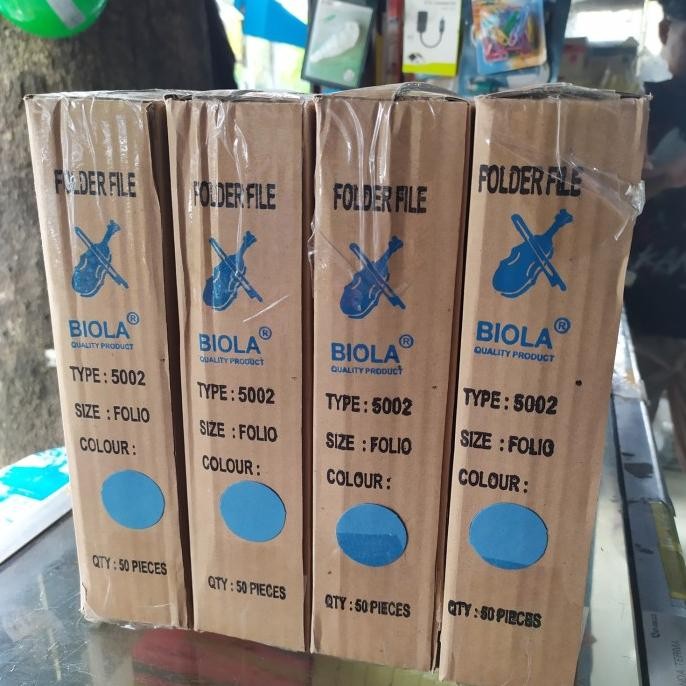 FOLDER FILE
BIOLA®
QUALITY PRODUCT
TYPE : 5002
SIZE : FOLIO
COLOUR :
QTY : 50 PIECES
FOLDER FILE
BIOLA®
QUALITY PRODUCT
TYPE : 5002
SIZE : FOLIO
COLOUR :
QTY : 50 PIECES
FOLDER FILE
BIOLA®
QUALITY PRODUCT
TYPE : 5002
SIZE : FOLIO
COLOUR :
QTY : 50 PIECES
FOLDER FILE
BIOLA®
QUALITY PRODUCT
TYPE : 5002
SIZE : FOLIO
COLOUR :
QTY : 50 PIECES